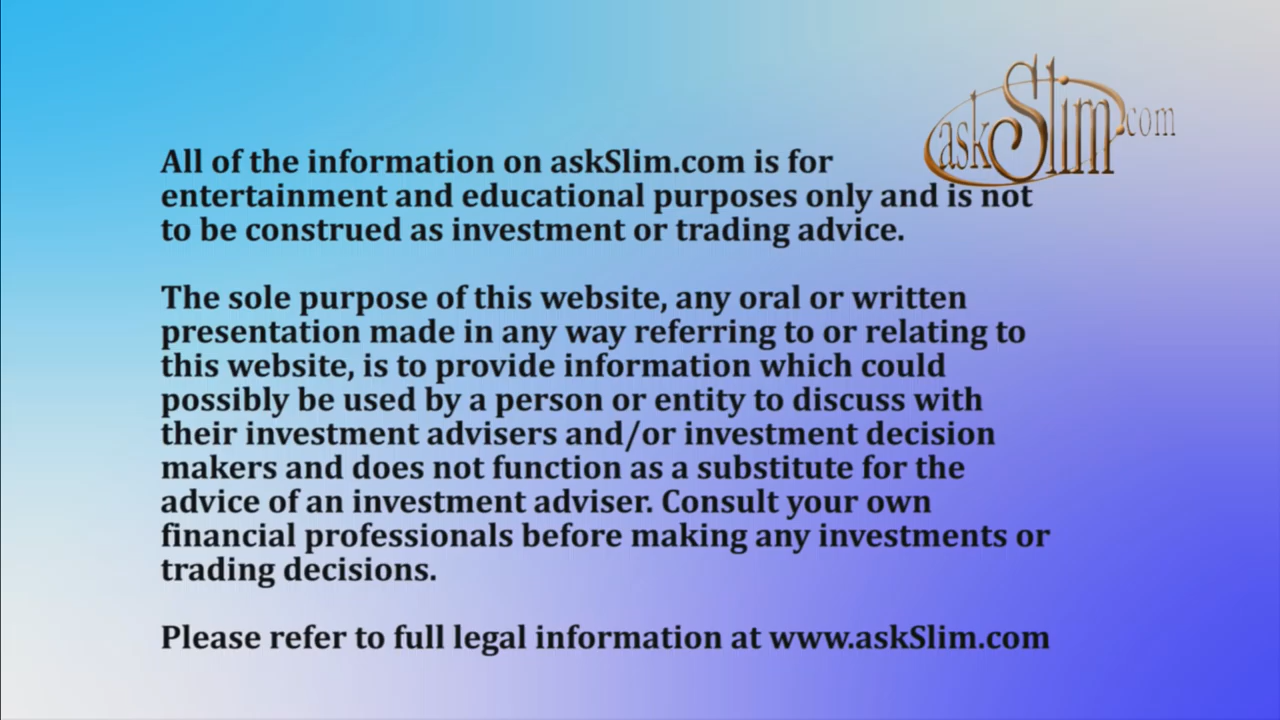 askSlim.com
All of the information on askSlim.com is for
entertainment and educational purposes only and is not
to be construed as investment or trading advice.
The sole purpose of this website, any oral or written
presentation made in any way referring to or relating to
this website, is to provide information which could
possibly be used by a person or entity to discuss with
their investment advisers and/or investment decision
makers and does not function as a substitute for the
advice of an investment adviser. Consult your own
financial professionals before making any investments or
trading decisions.
Please refer to full legal information at www.askSlim.com